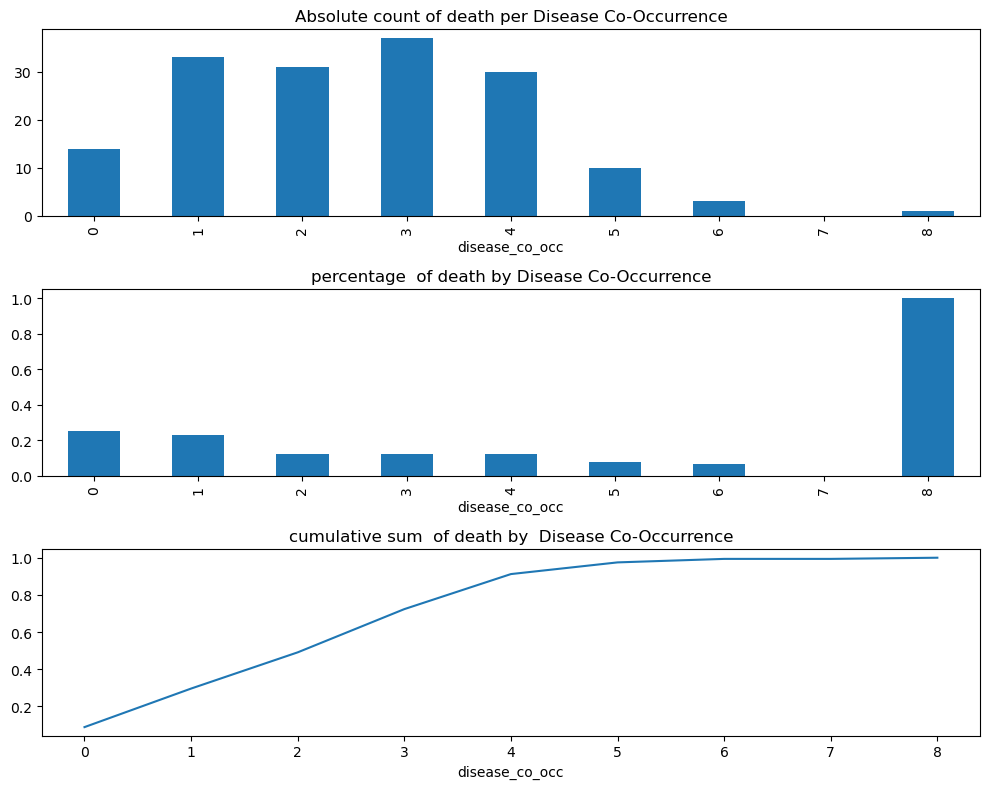 Absolute count of death per Disease Co-Occurrence
30
20
10
0
0 1 2 3 4 5 6 7 8
disease_co_occ
percentage  of death by Disease Co-Occurrence
1.0
0.8
0.6
0.4
0.2
0.0
0 1 2 3 4 5 6 7 8
disease_co_occ
cumulative sum  of death by  Disease Co-Occurrence
1.0
0.8
0.6
0.4
0.2
0 1 2 3 4 5 6 7 8
disease_co_occ